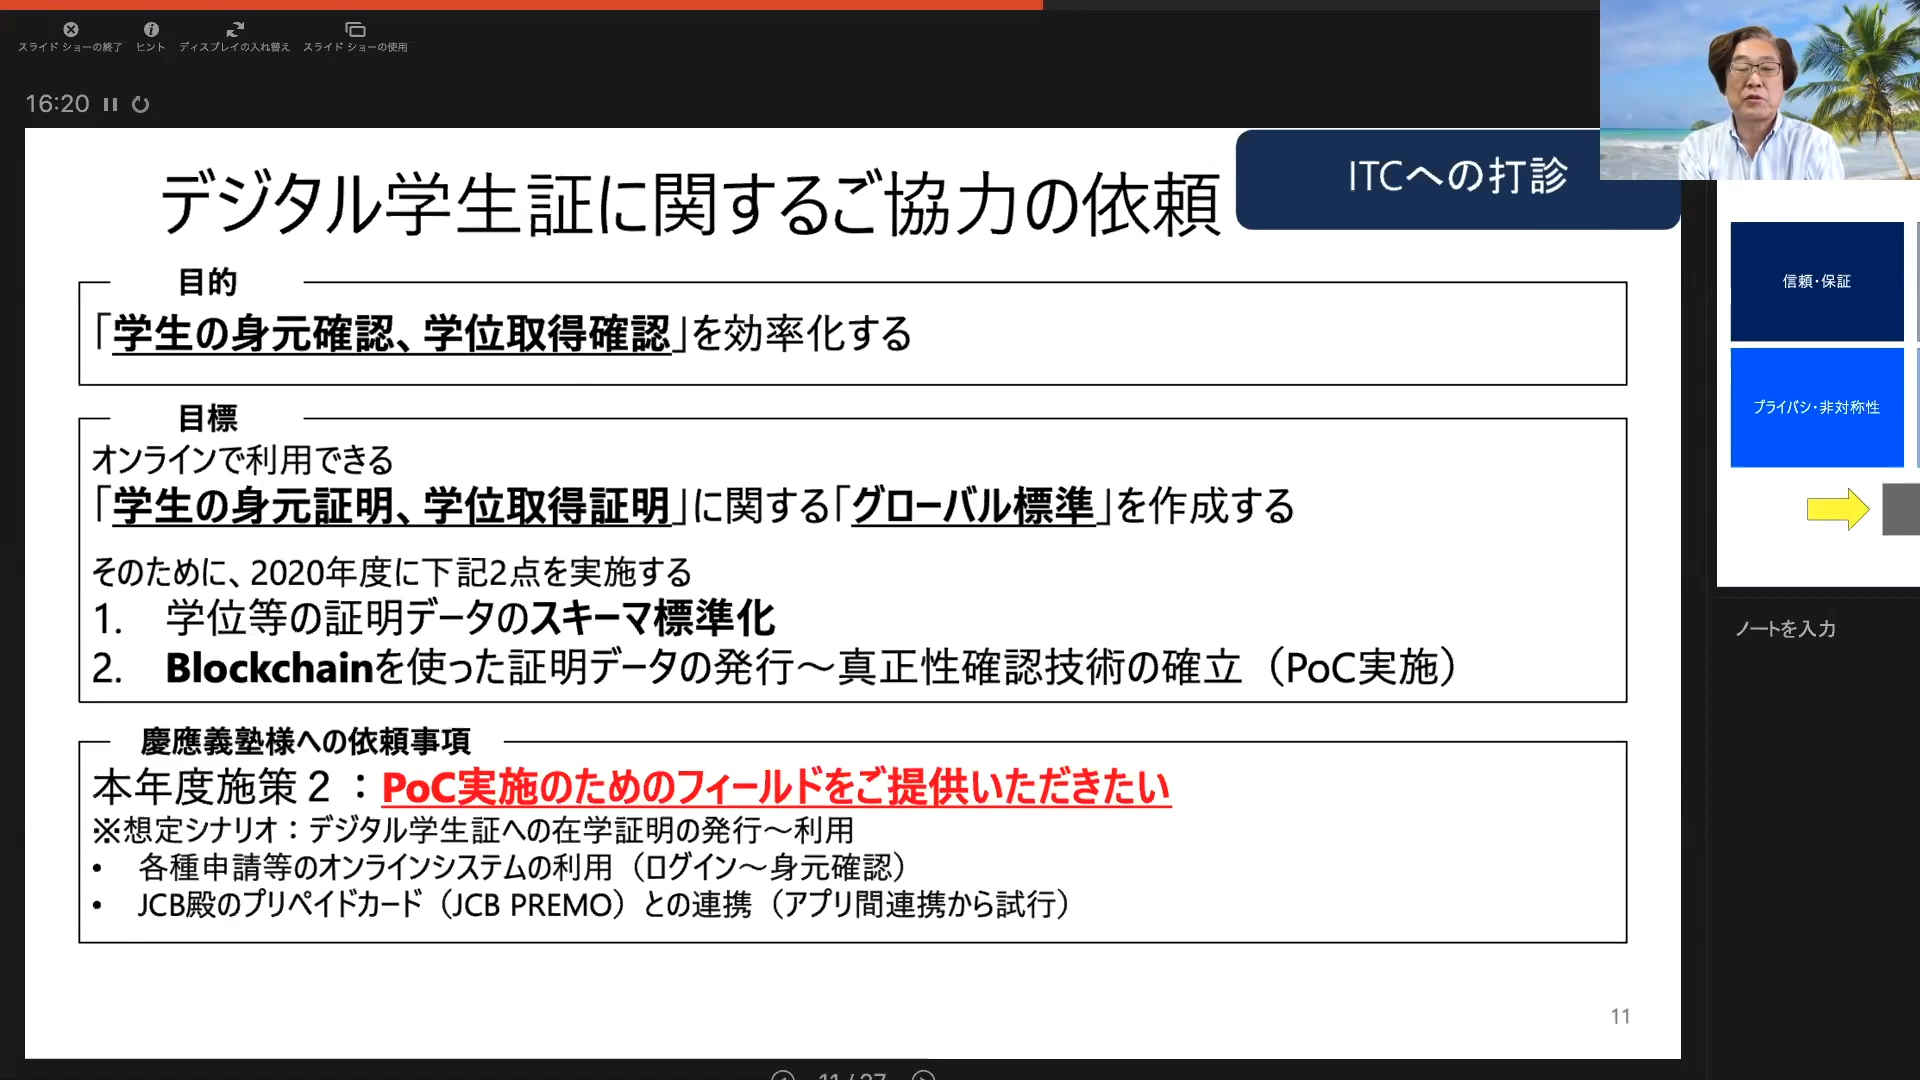 スライド ショーの終了 ヒント ディスプレイの入れ替え スライド ショーの使用
16:20
デジタル学生証に関するご協力の依頼
ITCへの打診
目的
「学生の身元確認、学位取得確認」を効率化する
目標
オンラインで利用できる
「学生の身元証明、学位取得証明」に関する「グローバル標準」を作成する
そのために、2020年度に下記2点を実施する
1. 学位等の証明データのスキーマ標準化
2. Blockchainを使った証明データの発行～真正性確認技術の確立（PoC実施）
慶應義塾様への依頼事項
本年度施策２：PoC実施のためのフィールドをご提供いただきたい
※想定シナリオ：デジタル学生証への在学証明の発行～利用
• 各種申請等のオンラインシステムの利用（ログイン～身元確認）
• JCB殿のプリペイドカード（JCB PREMO）との連携（アプリ間連携から試行）
11
信頼・保証
プライバシ・非対称性
ノートを入力
11 / 27